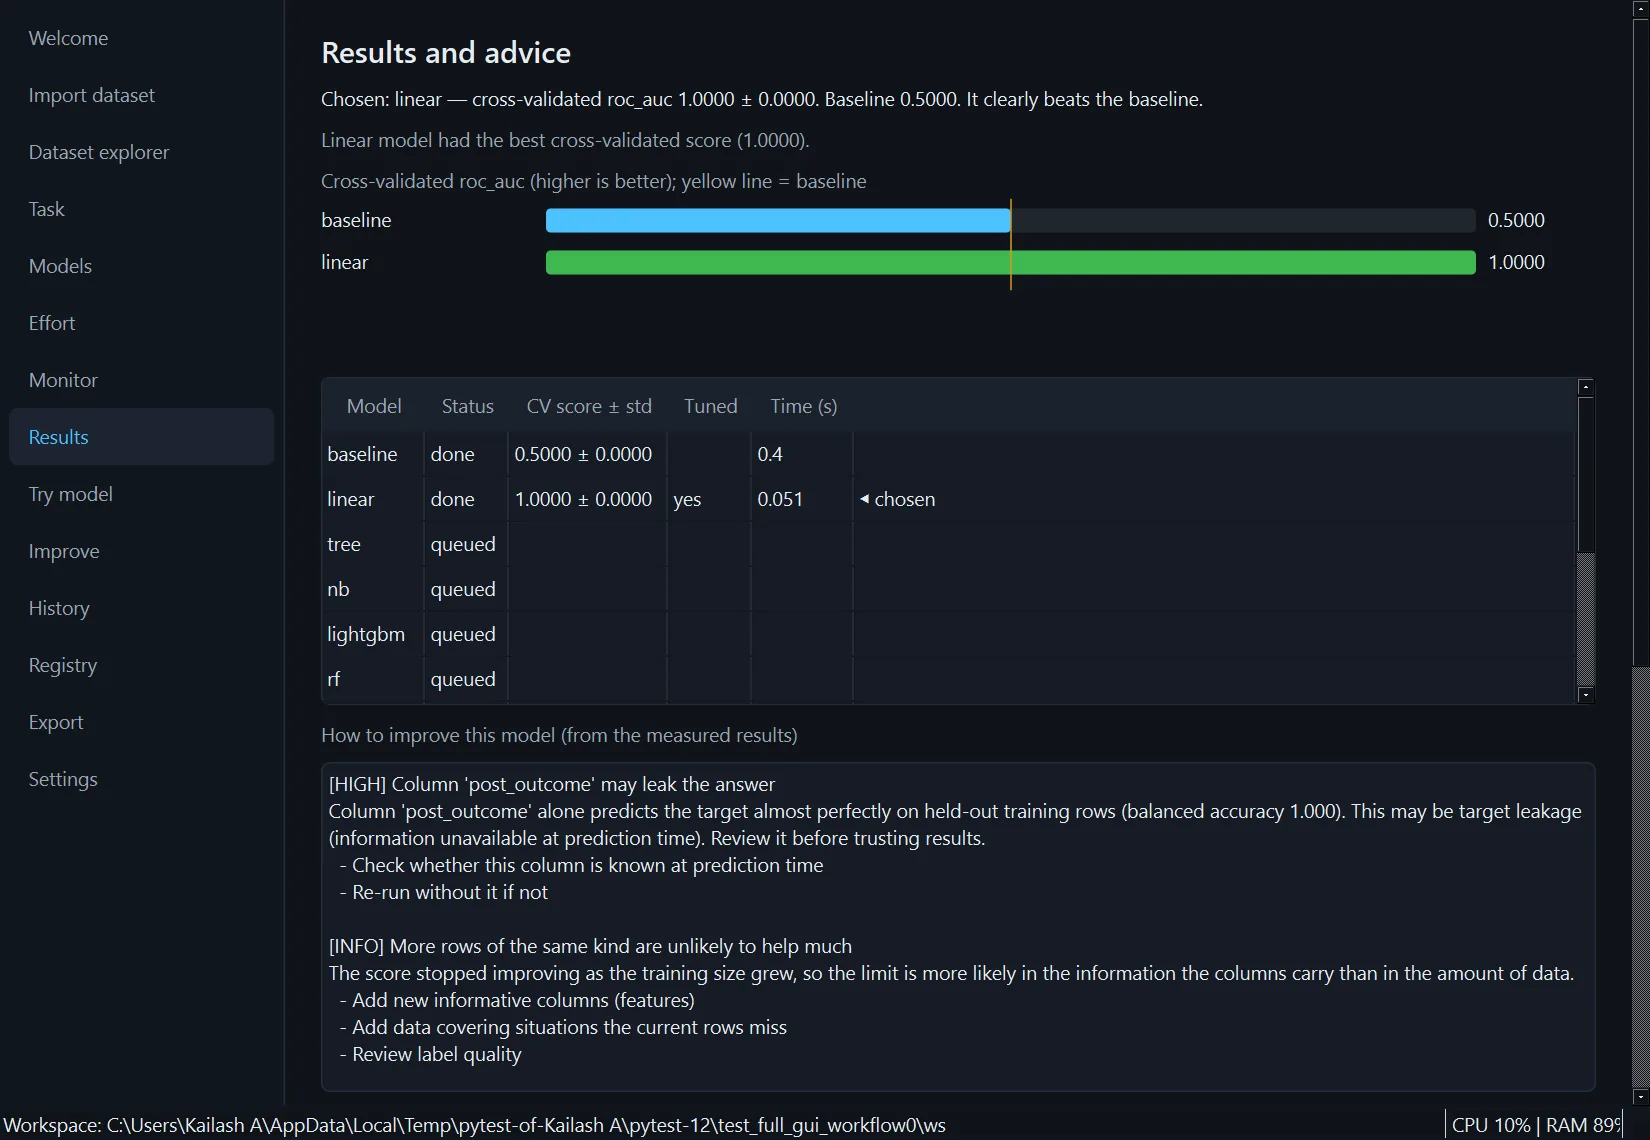 Welcome
Import dataset
Dataset explorer
Task
Models
Effort
Monitor
Results
Try model
Improve
History
Registry
Export
Settings
Results and advice
Chosen: linear — cross-validated roc_auc 1.0000 ± 0.0000. Baseline 0.5000. It clearly beats the baseline.
Linear model had the best cross-validated score (1.0000).
Cross-validated roc_auc (higher is better); yellow line = baseline
baseline 0.5000
linear 1.0000
Model Status CV score ± std Tuned Time (s)
baseline done 0.5000 ± 0.0000 0.4
linear done 1.0000 ± 0.0000 yes 0.051 ◂ chosen
tree queued
nb queued
lightgbm queued
rf queued
How to improve this model (from the measured results)
[HIGH] Column 'post_outcome' may leak the answer
Column 'post_outcome' alone predicts the target almost perfectly on held-out training rows (balanced accuracy 1.000). This may be target leakage
(information unavailable at prediction time). Review it before trusting results.
- Check whether this column is known at prediction time
- Re-run without it if not
[INFO] More rows of the same kind are unlikely to help much
The score stopped improving as the training size grew, so the limit is more likely in the information the columns carry than in the amount of data.
- Add new informative columns (features)
- Add data covering situations the current rows miss
- Review label quality
Workspace: C:\Users\Kailash A\AppData\Local\Temp\pytest-of-Kailash A\pytest-12\test_full_gui_workflow0\ws
CPU 10% | RAM 89%